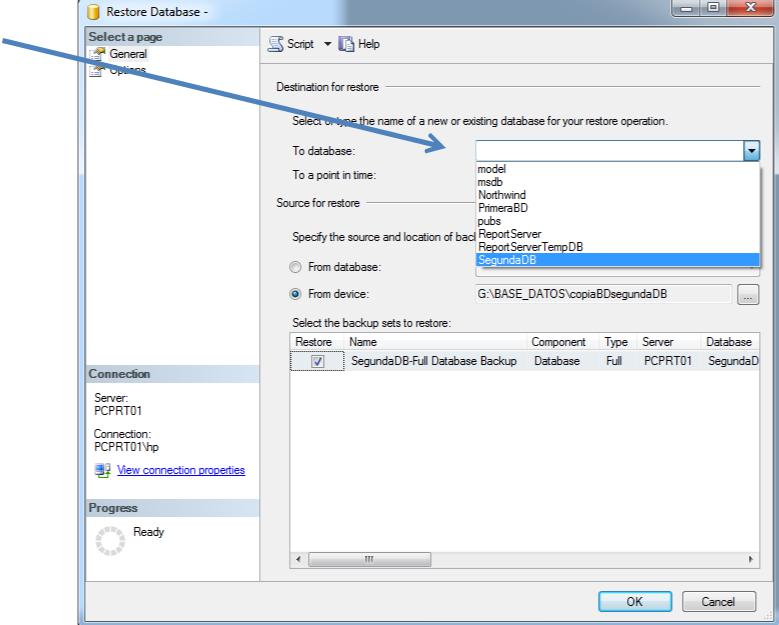 Restore Database -
Select a page
General
Options
Script
Help
Destination for restore
Select or type the name of a new or existing database for your restore operation.
To database:
To a point in time:
model
msdb
Northwind
PrimeraBD
pubs
ReportServer
ReportServerTempDB
SegundaDB
Source for restore
Specify the source and location of bac
From database:
From device:
G:\BASE_DATOS\copiaBDsegundaDB
...
Select the backup sets to restore:
Restore Name Component Type Server Database
SegundaDB-Full Database Backup Database Full PCPRT01 SegundaD
Connection
Server:
PCPRT01
Connection:
PCPRT01\hp
View connection properties
Progress
Ready
OK
Cancel